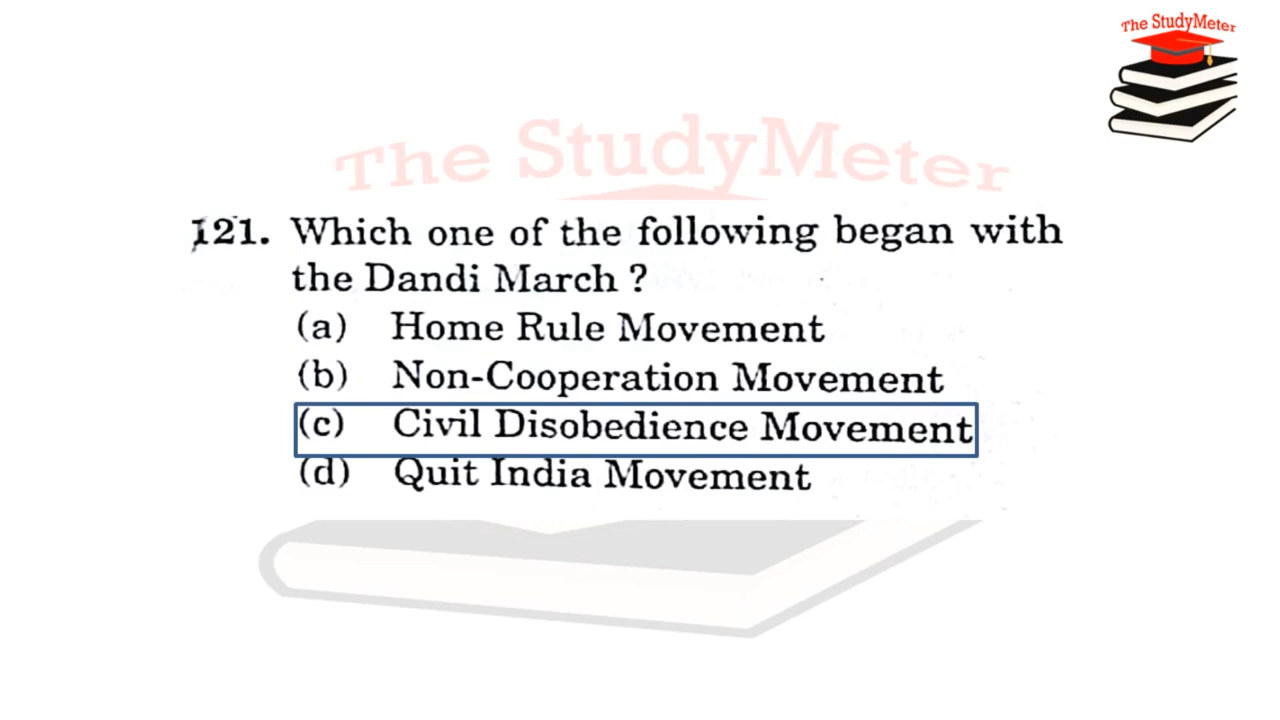 The StudyMeter
The StudyMeter
121. Which one of the following began with
the Dandi March ?
(a) Home Rule Movement
(b) Non-Cooperation Movement
(c) Civil Disobedience Movement
(d) Quit India Movement